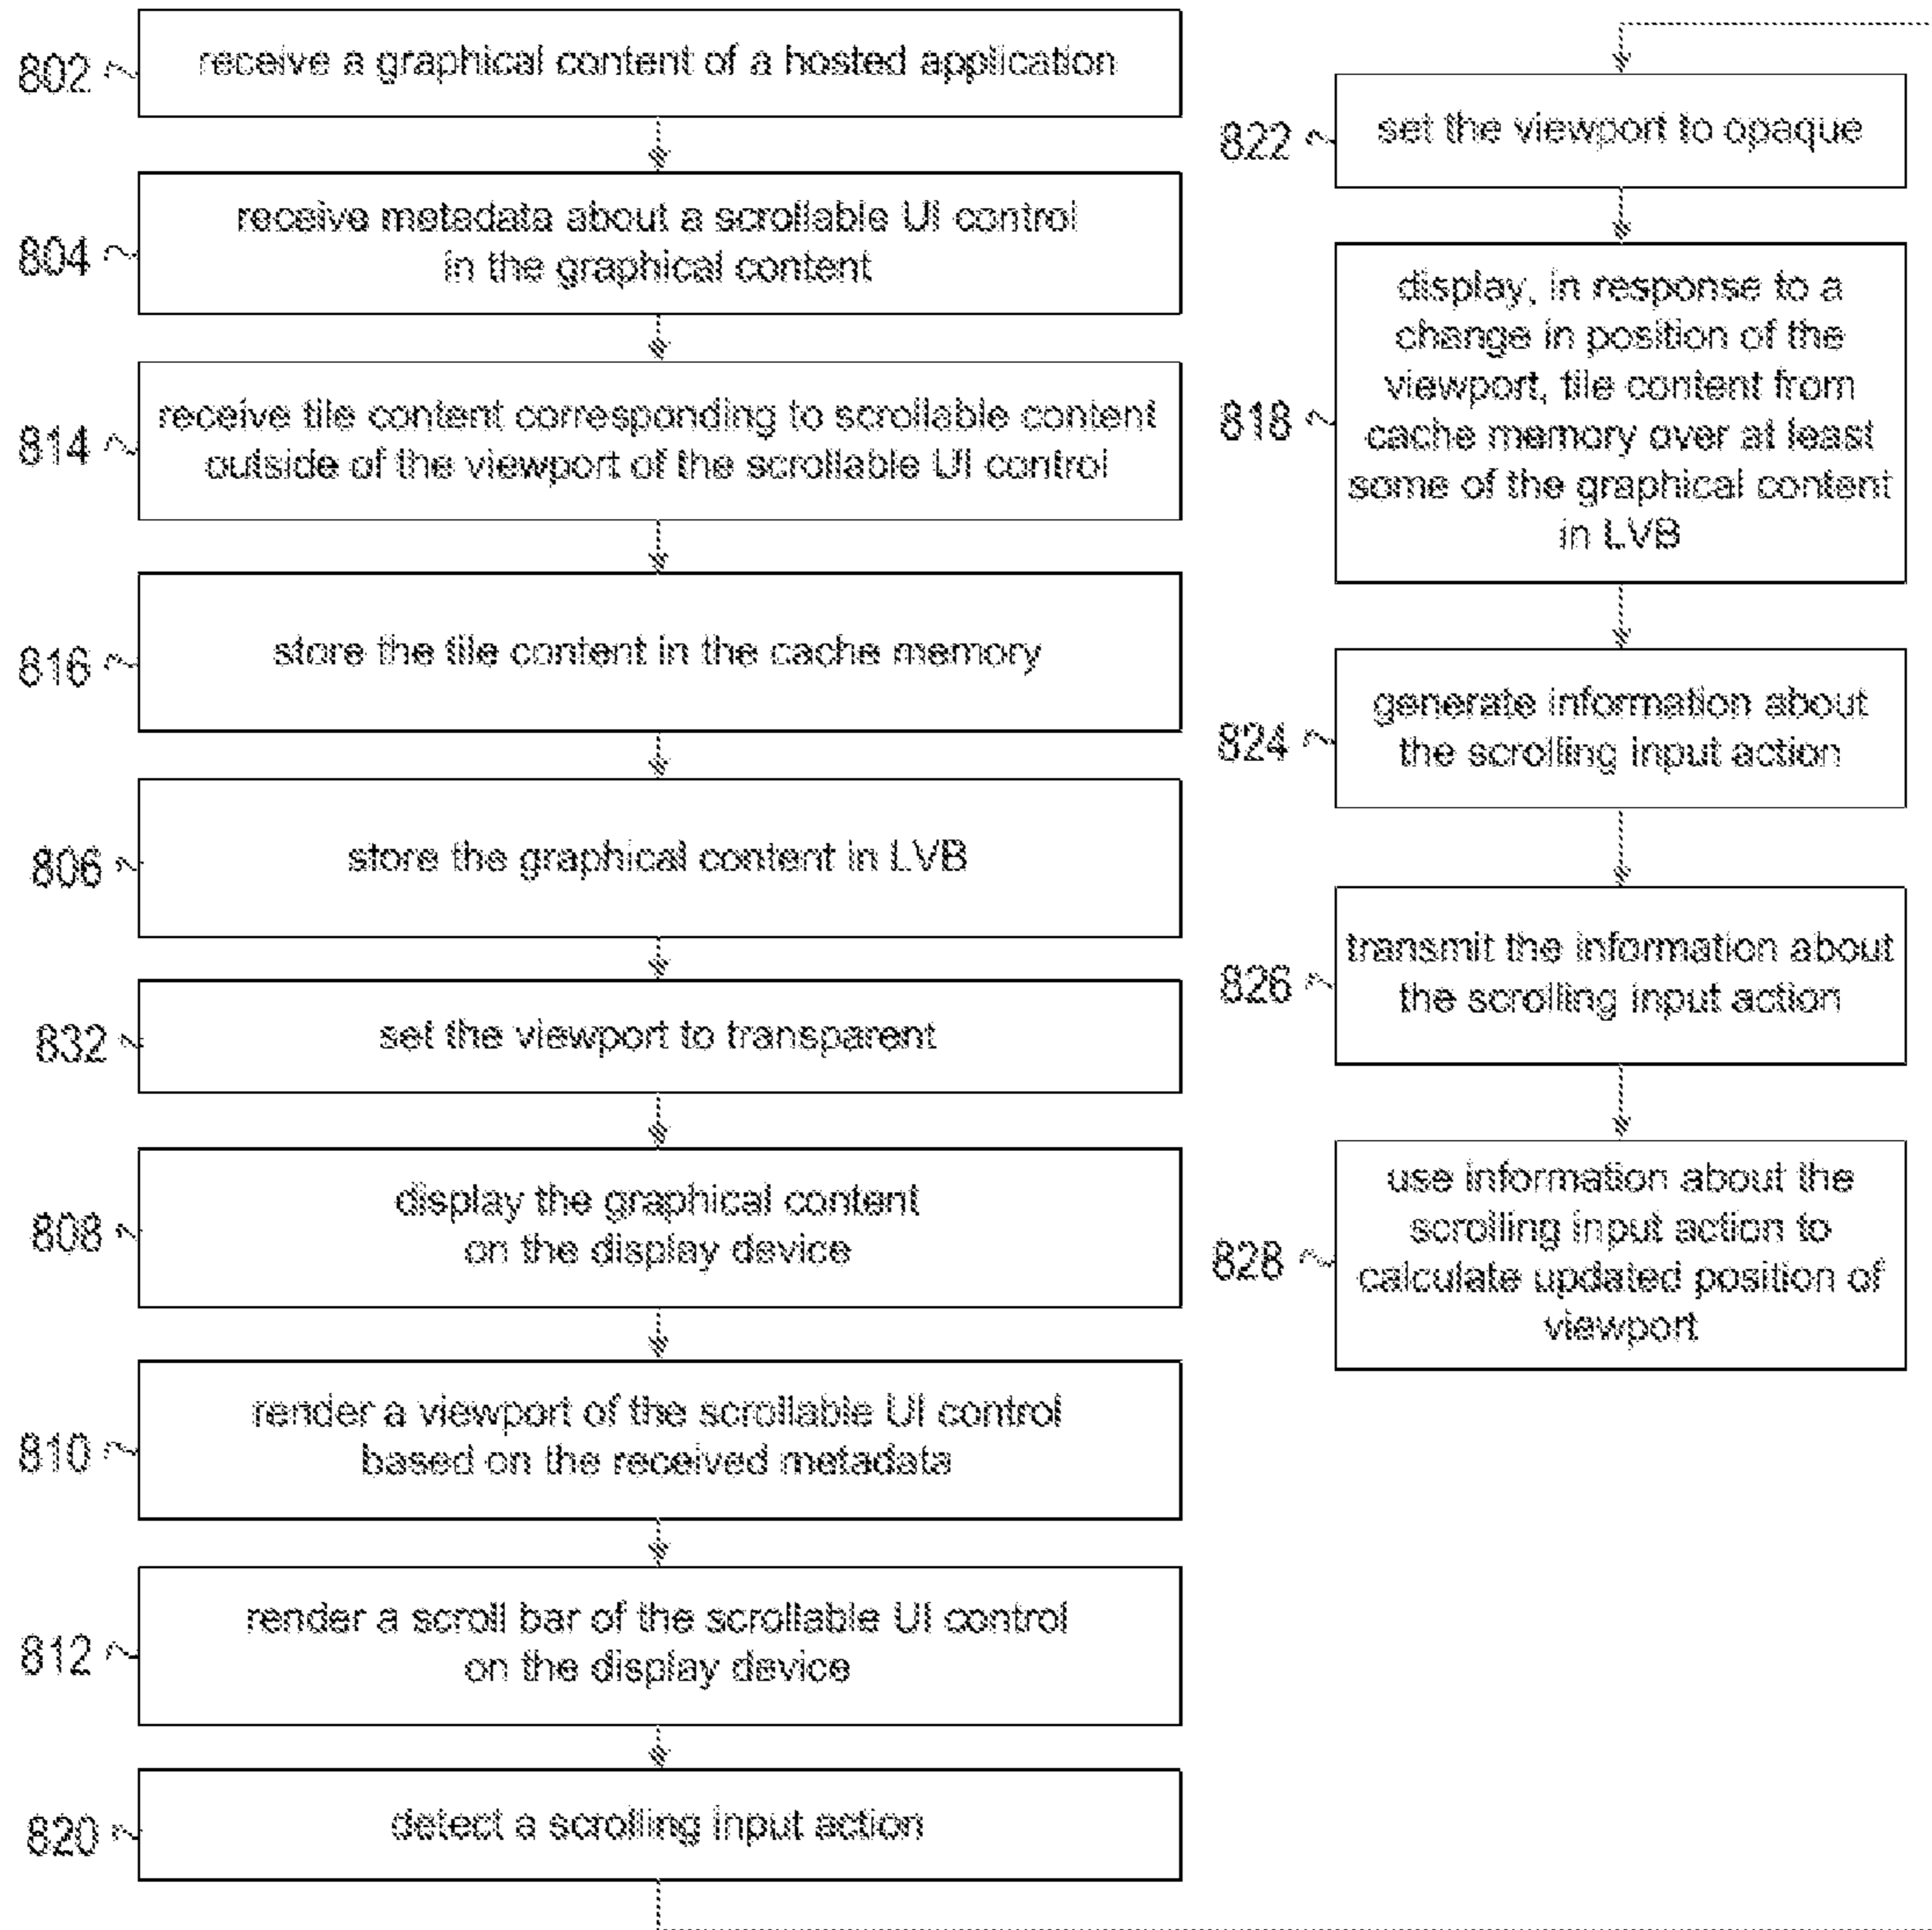 802
receive a graphical content of a hosted application
804
receive metadata about a scrollable UI control
in the graphical content
814
receive tile content corresponding to scrollable content
outside of the viewport of the scrollable UI control
816
store the tile content in the cache memory
806
store the graphical content in LVB
832
set the viewport to transparent
808
display the graphical content
on the display device
810
render a viewport of the scrollable UI control
based on the received metadata
812
render a scroll bar of the scrollable UI control
on the display device
820
detect a scrolling input action
822
set the viewport to opaque
818
display, in response to a
change in position of the
viewport, tile content from
cache memory over at least
some of the graphical content
in LVB
824
generate information about
the scrolling input action
826
transmit the information about
the scrolling input action
828
use information about the
scrolling input action to
calculate updated position of
viewport